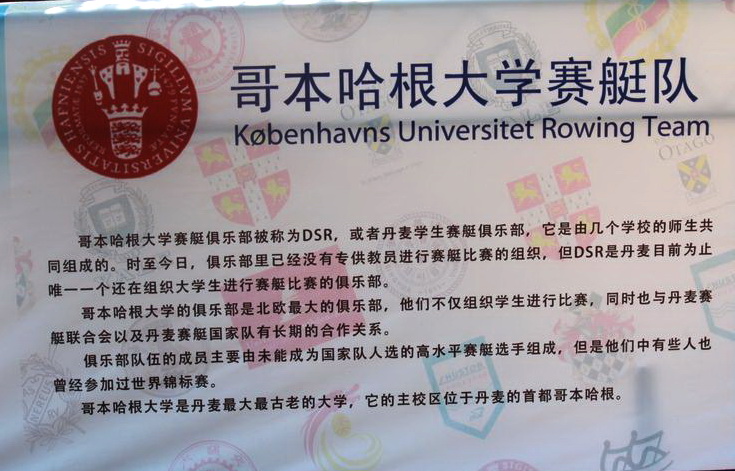 哥本哈根大学赛艇队
Københavns Universitet Rowing Team
哥本哈根大学赛艇俱乐部被称为DSR，或者丹麦学生赛艇俱乐部，它是由几个学校的师生共
同组成的。时至今日，俱乐部里已经没有专供教员进行赛艇比赛的组织，但DSR是丹麦目前为止
唯一一个还在组织大学生进行赛艇比赛的俱乐部。
哥本哈根大学的俱乐部是北欧最大的俱乐部，他们不仅组织学生进行比赛，同时也与丹麦赛
艇联合会以及丹麦赛艇国家队有长期的合作关系。
俱乐部队伍的成员主要由未能成为国家队人选的高水平赛艇选手组成，但是他们中有些人也
曾经参加过世界锦标赛。
哥本哈根大学是丹麦最大最古老的大学，它的主校区位于丹麦的首都哥本哈根。
SIGILLVM VNIVERSITATIS HAFNIENSIS
OTAGO
OTAGO